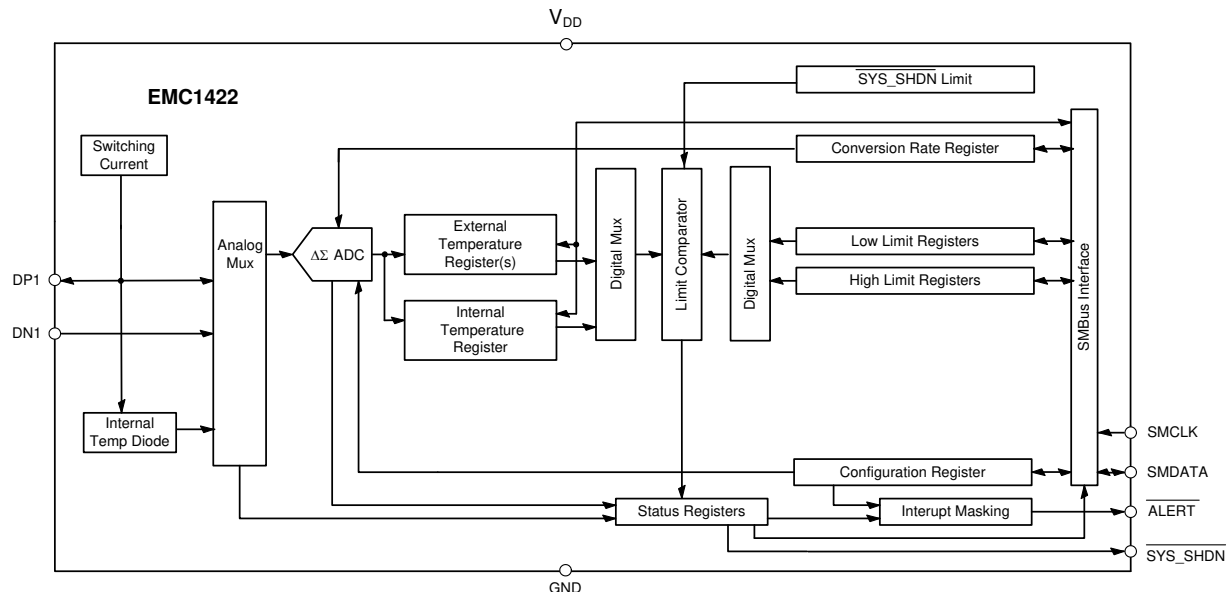 VDD
SYS_SHDN Limit
EMC1422
Switching
Current
Conversion Rate Register
Analog
Mux
ΔΣ ADC
External
Temperature
Register(s)
Internal
Temperature
Register
Digital Mux
Limit Comparator
Digital Mux
Low Limit Registers
High Limit Registers
SMBus Interface
DP1
DN1
Internal
Temp Diode
SMCLK
Configuration Register
SMDATA
Status Registers
Interupt Masking
ALERT
SYS_SHDN
GND